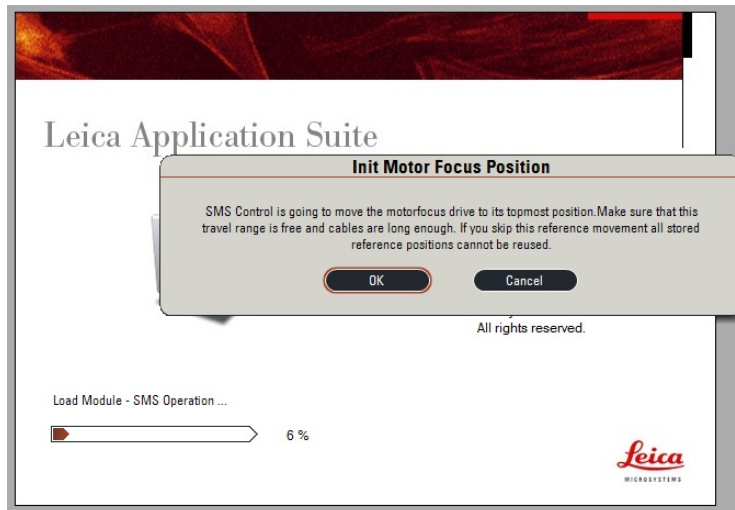 Leica Application Suite
Init Motor Focus Position
SMS Control is going to move the motorfocus drive to its topmost position.Make sure that this
travel range is free and cables are long enough. If you skip this reference movement all stored
reference positions cannot be reused.
OK
Cancel
All rights reserved.
Load Module - SMS Operation ...
6 %
Leica
MICROSYSTEMS